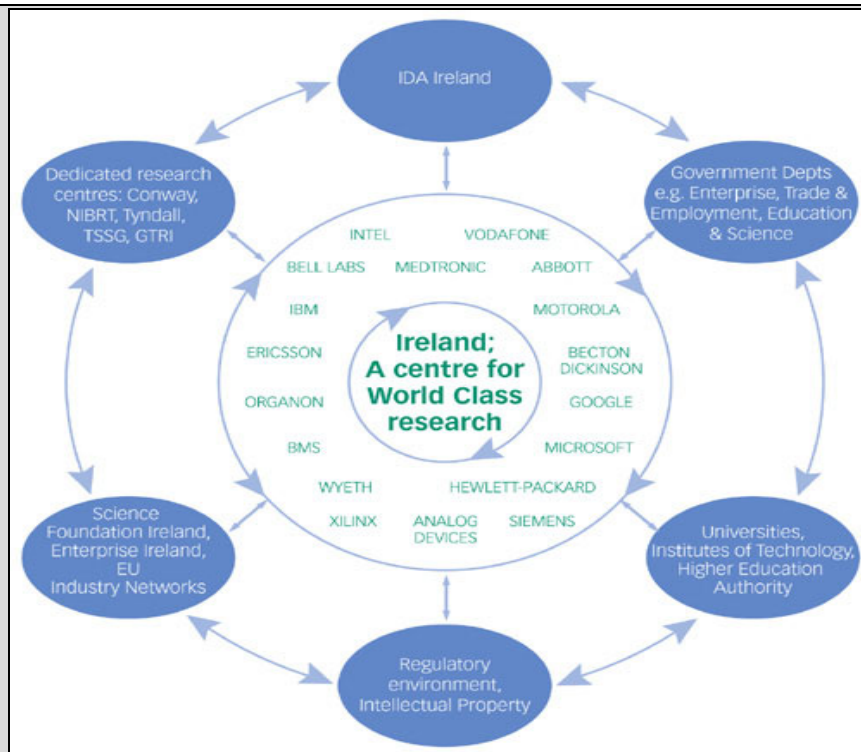 IDA Ireland
Dedicated research
centres: Conway,
NIBRT, Tyndall,
TSSG, GTRI
Government Depts
e.g. Enterprise, Trade &
Employment, Education
& Science
INTEL
VODAFONE
BELL LABS
MEDTRONIC
ABBOTT
IBM
MOTOROLA
Ireland;
A centre for
World Class
research
ERICSSON
BECTON
DICKINSON
ORGANON
GOOGLE
BMS
MICROSOFT
WYETH
HEWLETT-PACKARD
XILINX
ANALOG
DEVICES
SIEMENS
Science
Foundation Ireland,
Enterprise Ireland,
EU
Industry Networks
Universities,
Institutes of Technology,
Higher Education
Authority
Regulatory
environment,
Intellectual Property